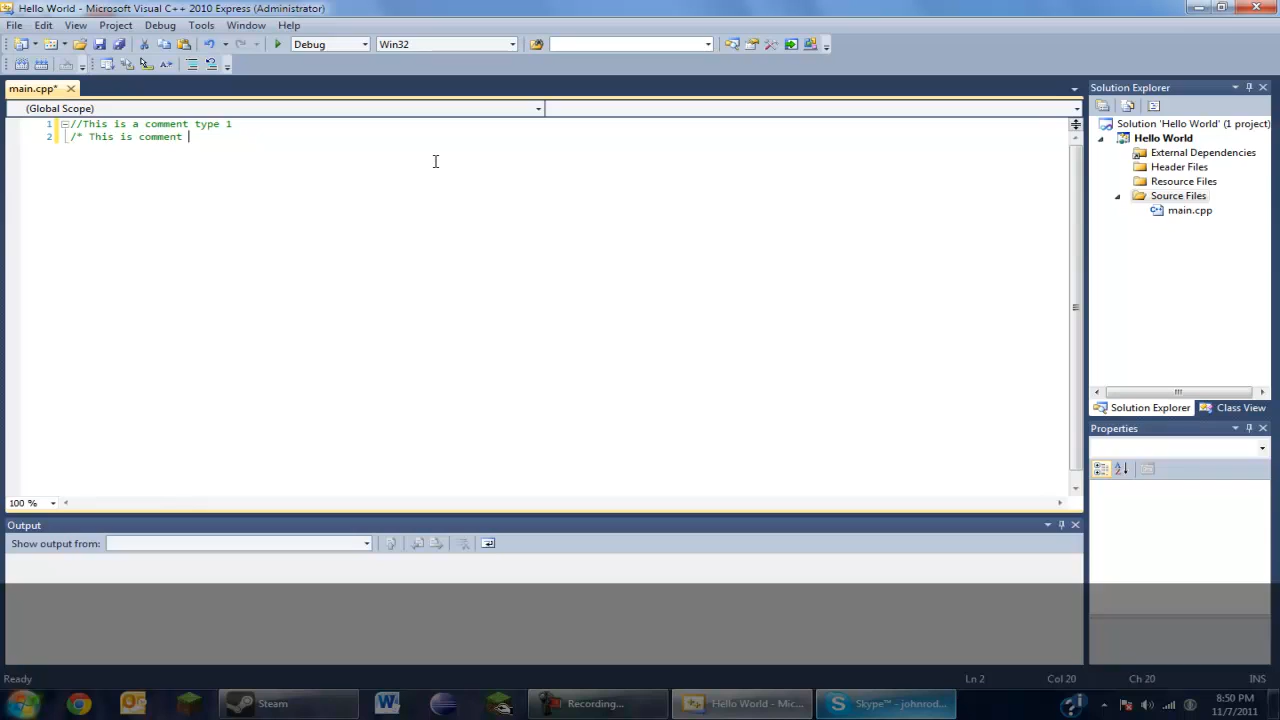 Hello World - Microsoft Visual C++ 2010 Express (Administrator)
File Edit View Project Debug Tools Window Help
Debug Win32
main.cpp*
(Global Scope)
1 //This is a comment type 1
2 /* This is comment
100 %
Output
Show output from:
Solution Explorer
Solution 'Hello World' (1 project)
Hello World
External Dependencies
Header Files
Resource Files
Source Files
main.cpp
Solution Explorer Class View
Properties
Ready Ln 2 Col 20 Ch 20 INS
Steam Recording... Hello World - Mic... Skype™ - johnrod...
8:50 PM
11/7/2011